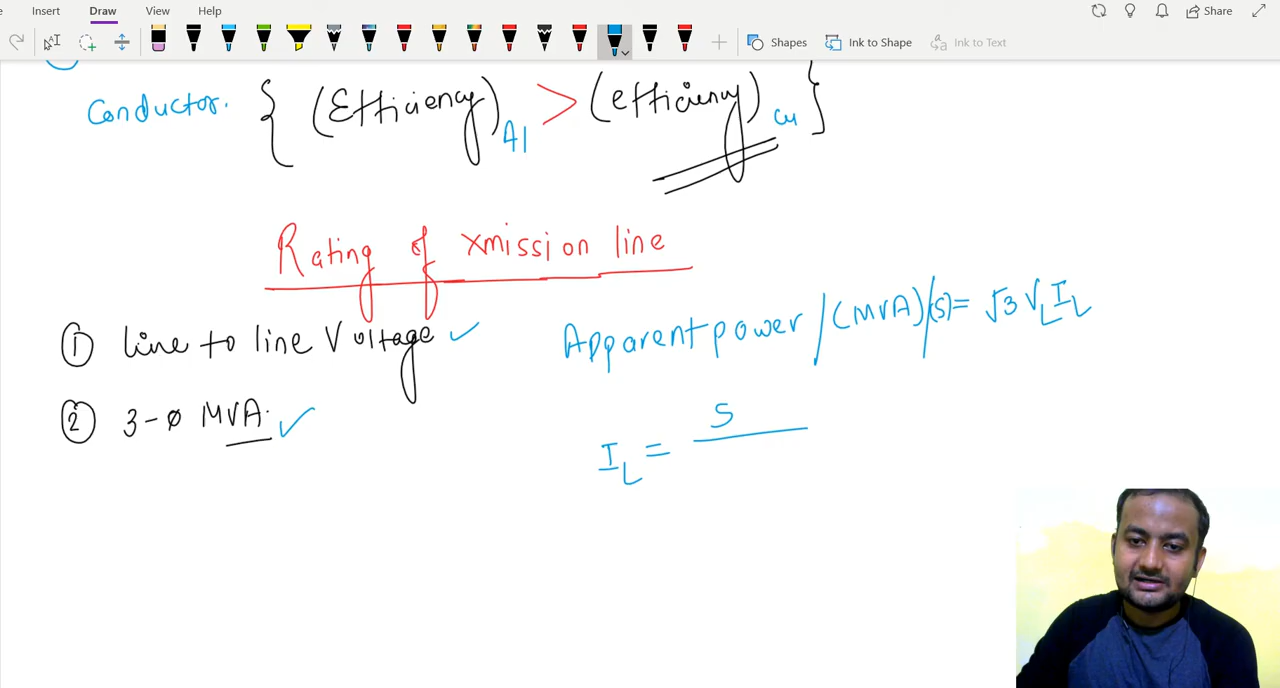 Insert Draw View Help Share
Shapes Ink to Shape Ink to Text
Conductor. { (Efficiency)Al > (efficiency)Cu }
Rating of xmission line
① Line to line Voltage ✓
Apparent power / (MVA) / (S) = √3 VL IL
② 3-ø MVA. ✓
IL = S